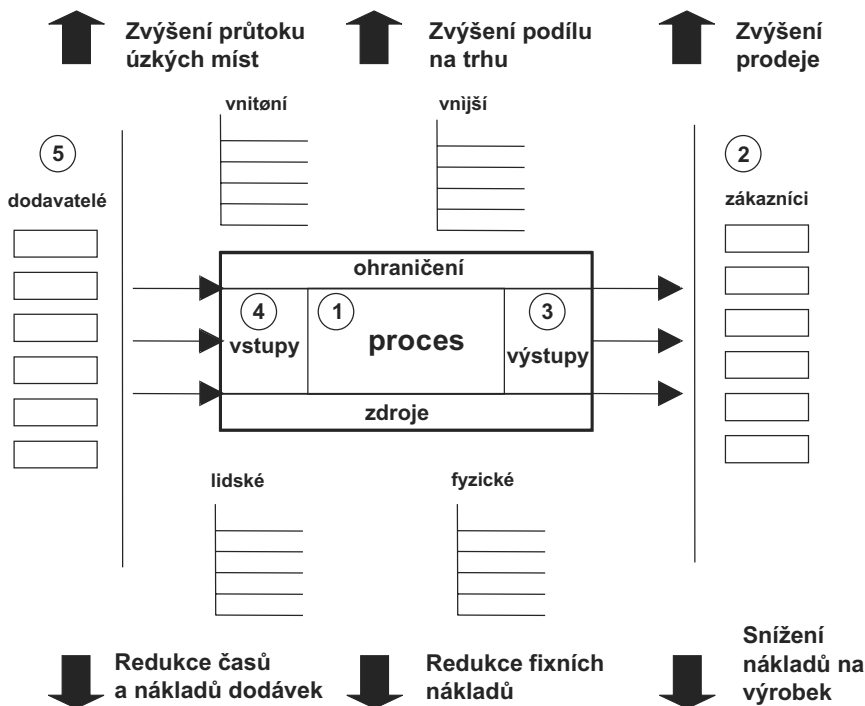 Zvýšení průtoku
úzkých míst
Zvýšení podílu
na trhu
Zvýšení
prodeje
vnitøní
vnìjší
5
dodavatelé
2
zákazníci
ohraničení
4
vstupy
1
proces
3
výstupy
zdroje
lidské
fyzické
Redukce časů
a nákladů dodávek
Redukce fixních
nákladů
Snížení
nákladů na
výrobek